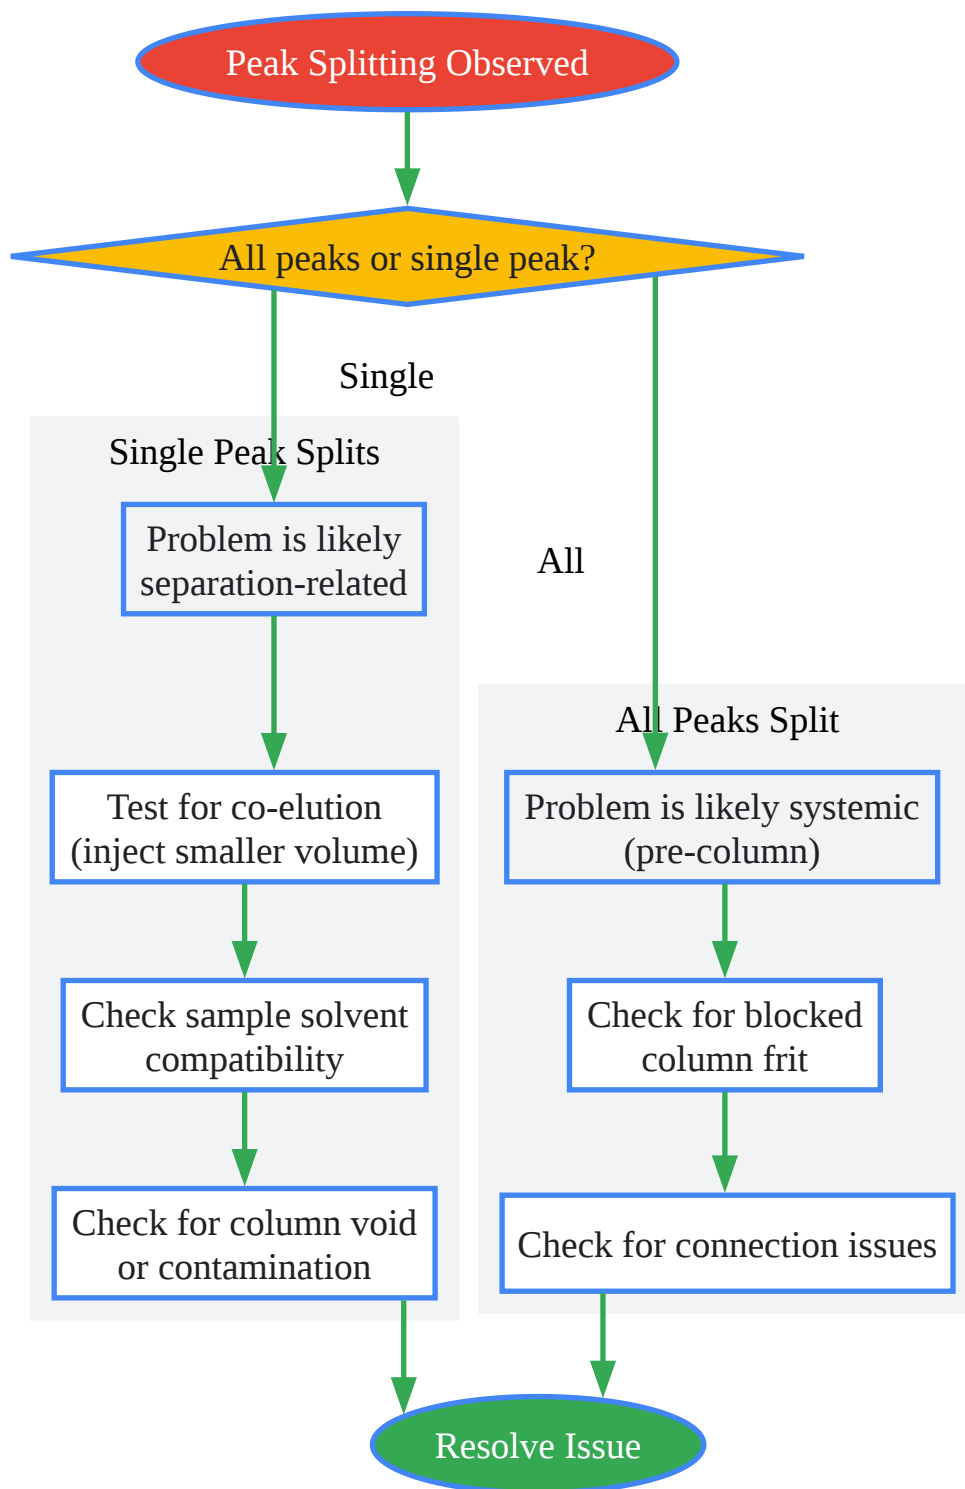 Peak Splitting Observed
All peaks or single peak?
Single
Single Peak Splits
Problem is likely
separation-related
All
All Peaks Split
Test for co-elution
(inject smaller volume)
Problem is likely systemic
(pre-column)
Check sample solvent
compatibility
Check for blocked
column frit
Check for column void
or contamination
Check for connection issues
Resolve Issue